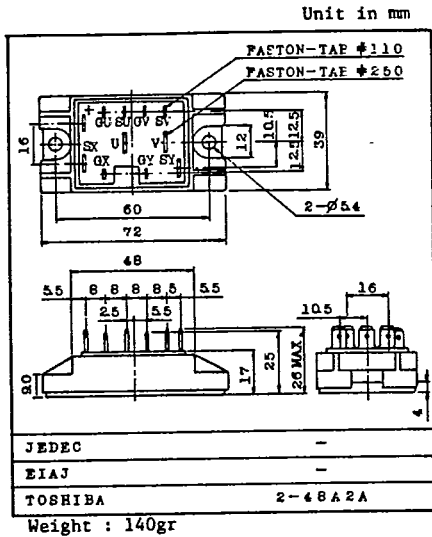 Unit in mm
FASTON-TAB #110
FASTON-TAB #250
+ GU SU GV SV
SX U V
GX GY SY
16
12
10.5
12.5 12.5
39
2-Ø5.4
60
72
48
5.5 8 8 8 8 5 5.5
2.5 5.5
9.0
17
25
26 MAX
16
10.5
4
JEDEC -
EIAJ -
TOSHIBA 2-48A2A
Weight : 140gr